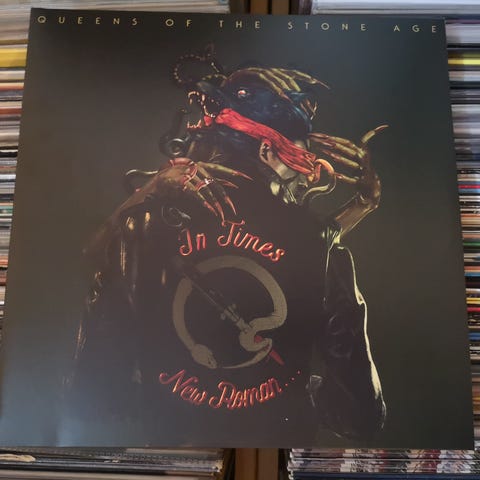 QUEENS OF THE STONE AGE
In Times
New Roman...